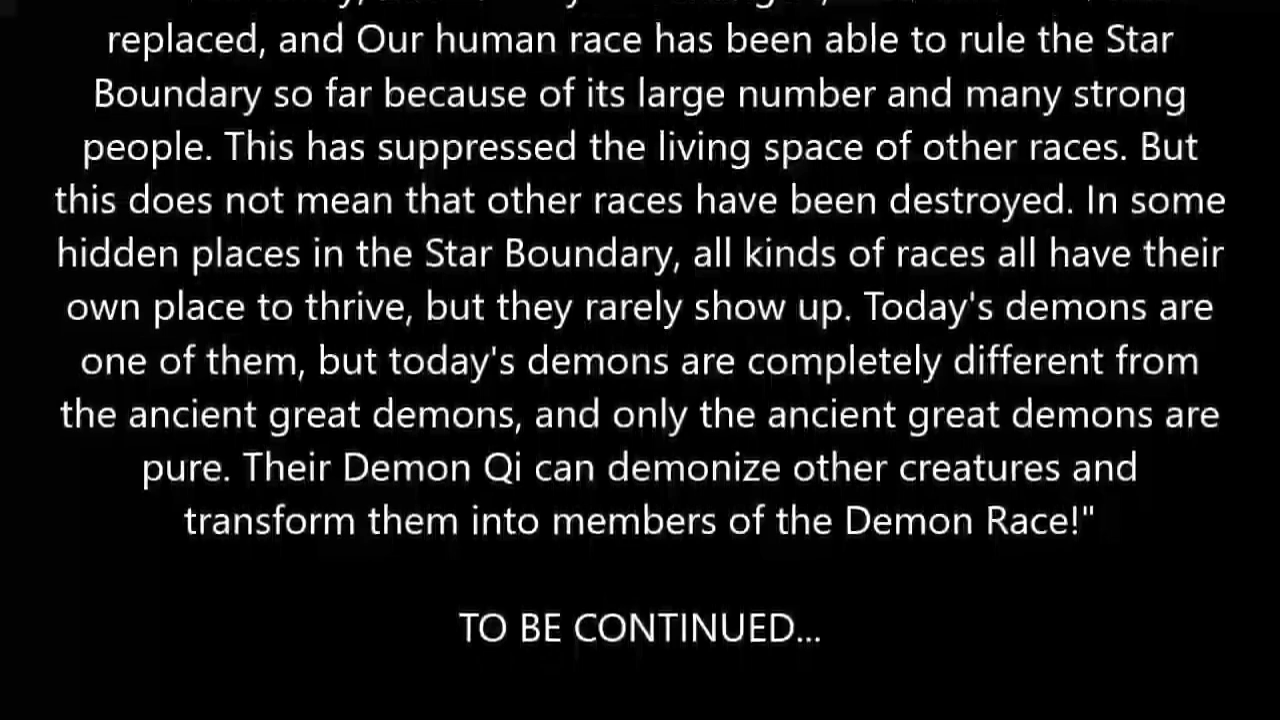 replaced, and Our human race has been able to rule the Star
Boundary so far because of its large number and many strong
people. This has suppressed the living space of other races. But
this does not mean that other races have been destroyed. In some
hidden places in the Star Boundary, all kinds of races all have their
own place to thrive, but they rarely show up. Today's demons are
one of them, but today's demons are completely different from
the ancient great demons, and only the ancient great demons are
pure. Their Demon Qi can demonize other creatures and
transform them into members of the Demon Race!"
TO BE CONTINUED...